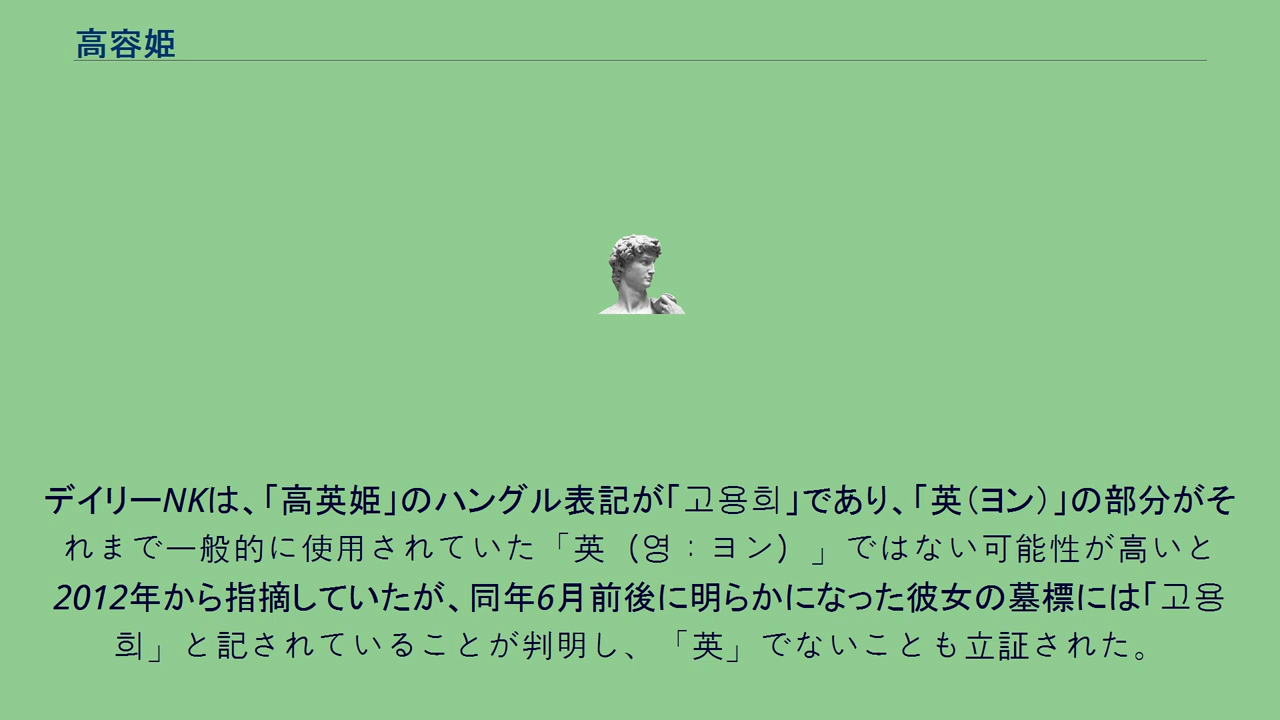 高容姫
デイリーNKは、「高英姫」のハングル表記が「고용희」であり、「英（ヨン）」の部分がそ
れまで一般的に使用されていた「英（영：ヨン）」ではない可能性が高いと
2012年から指摘していたが、同年6月前後に明らかになった彼女の墓標には「고용
희」と記されていることが判明し、「英」でないことも立証された。